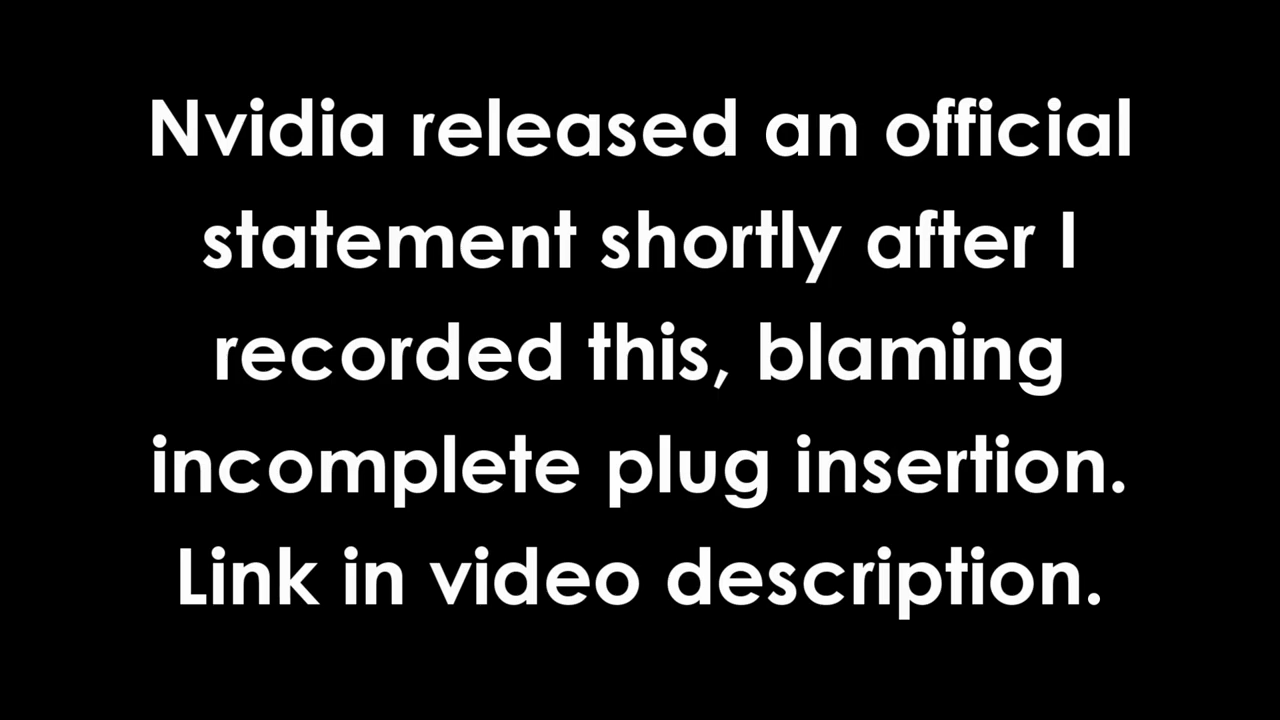 Nvidia released an official
statement shortly after I
recorded this, blaming
incomplete plug insertion.
Link in video description.